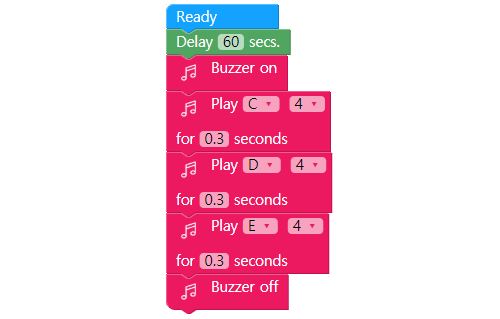 Ready
Delay 60 secs.
Buzzer on
Play C 4
for 0.3 seconds
Play D 4
for 0.3 seconds
Play E 4
for 0.3 seconds
Buzzer off